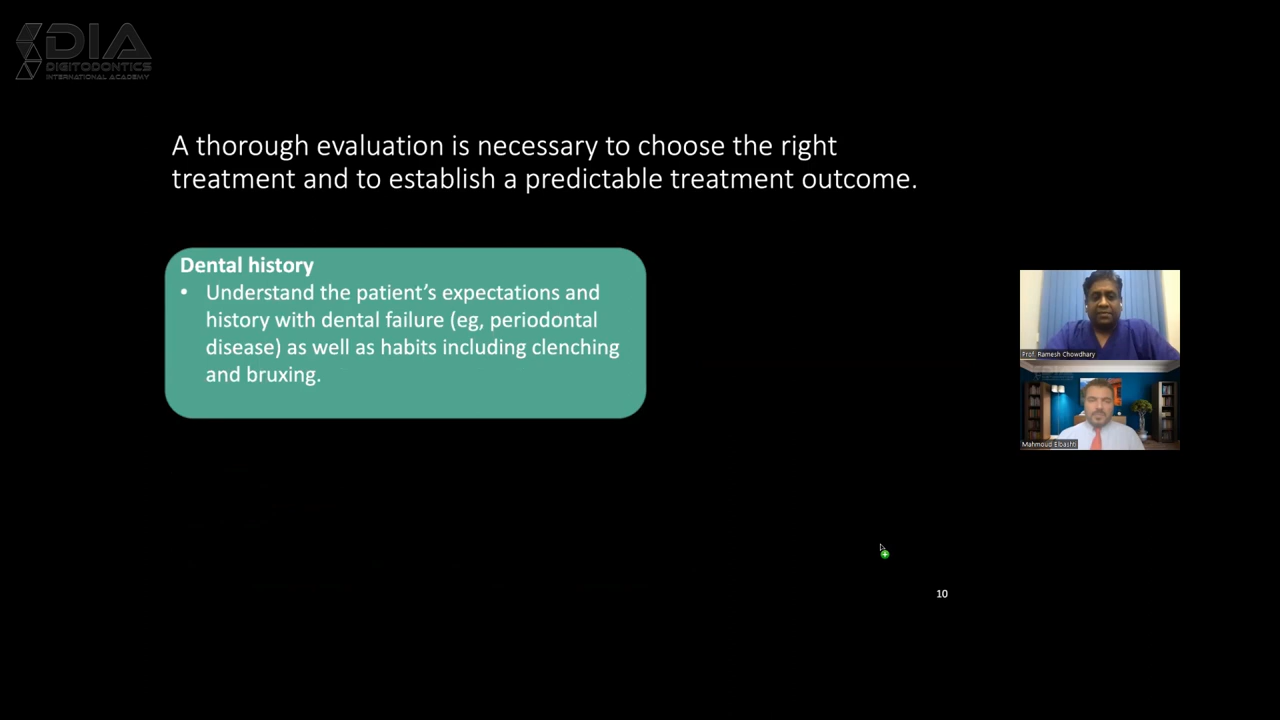 DIA
DIGITODONTICS
INTERNATIONAL ACADEMY
A thorough evaluation is necessary to choose the right
treatment and to establish a predictable treatment outcome.
Dental history
• Understand the patient’s expectations and
history with dental failure (eg, periodontal
disease) as well as habits including clenching
and bruxing.
Prof. Ramesh Chowdhary
Mahmoud Elbashti
10